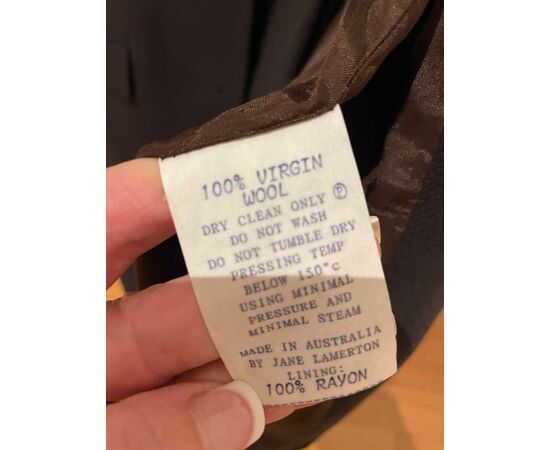 100% VIRGIN
WOOL
DRY CLEAN ONLY Ⓟ
DO NOT WASH
DO NOT TUMBLE DRY
PRESSING TEMP
BELOW 150°c
USING MINIMAL
PRESSURE AND
MINIMAL STEAM
MADE IN AUSTRALIA
BY JANE LAMERTON
LINING:
100% RAYON